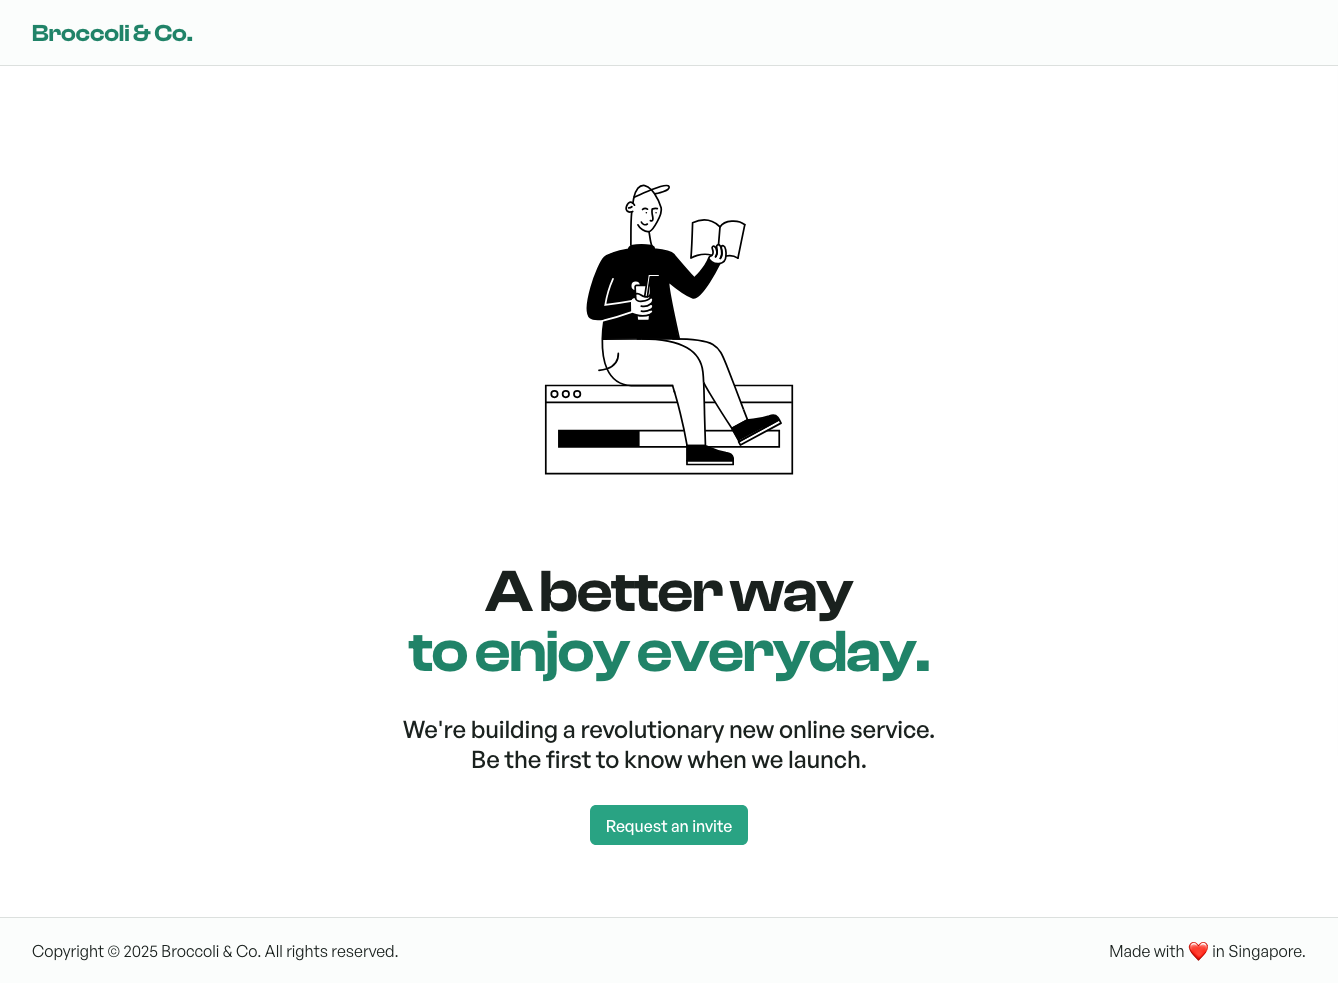 Broccoli & Co.
A better way
to enjoy everyday.
We're building a revolutionary new online service.
Be the first to know when we launch.
Request an invite
Copyright © 2025 Broccoli & Co. All rights reserved.
Made with ❤️ in Singapore.